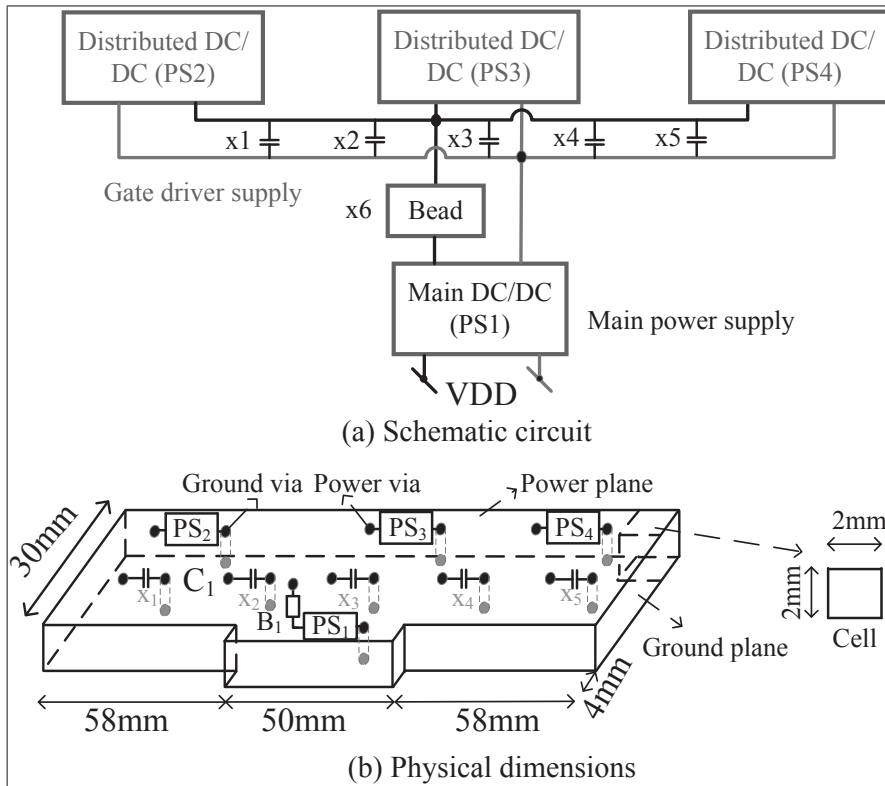 Distributed DC/
DC (PS2)
Distributed DC/
DC (PS3)
Distributed DC/
DC (PS4)
x1
x2
x3
x4
x5
Gate driver supply
x6
Bead
Main DC/DC
(PS1)
Main power supply
VDD
(a) Schematic circuit
Ground via
Power via
Power plane
30mm
PS2
PS3
PS4
2mm
2mm
Cell
C1
x1
x2
x3
x4
x5
B1
PS1
Ground plane
4mm
58mm
50mm
58mm
(b) Physical dimensions